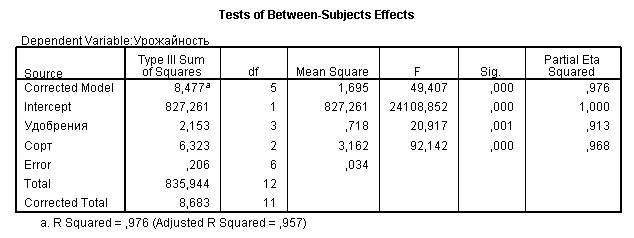 Tests of Between-Subjects Effects
Dependent Variable:Урожайность
Source Type III Sum of Squares df Mean Square F Sig. Partial Eta Squared
Corrected Model 8,477a 5 1,695 49,407 ,000 ,976
Intercept 827,261 1 827,261 24108,852 ,000 1,000
Удобрения 2,153 3 ,718 20,917 ,001 ,913
Сорт 6,323 2 3,162 92,142 ,000 ,968
Error ,206 6 ,034
Total 835,944 12
Corrected Total 8,683 11
a. R Squared = ,976 (Adjusted R Squared = ,957)